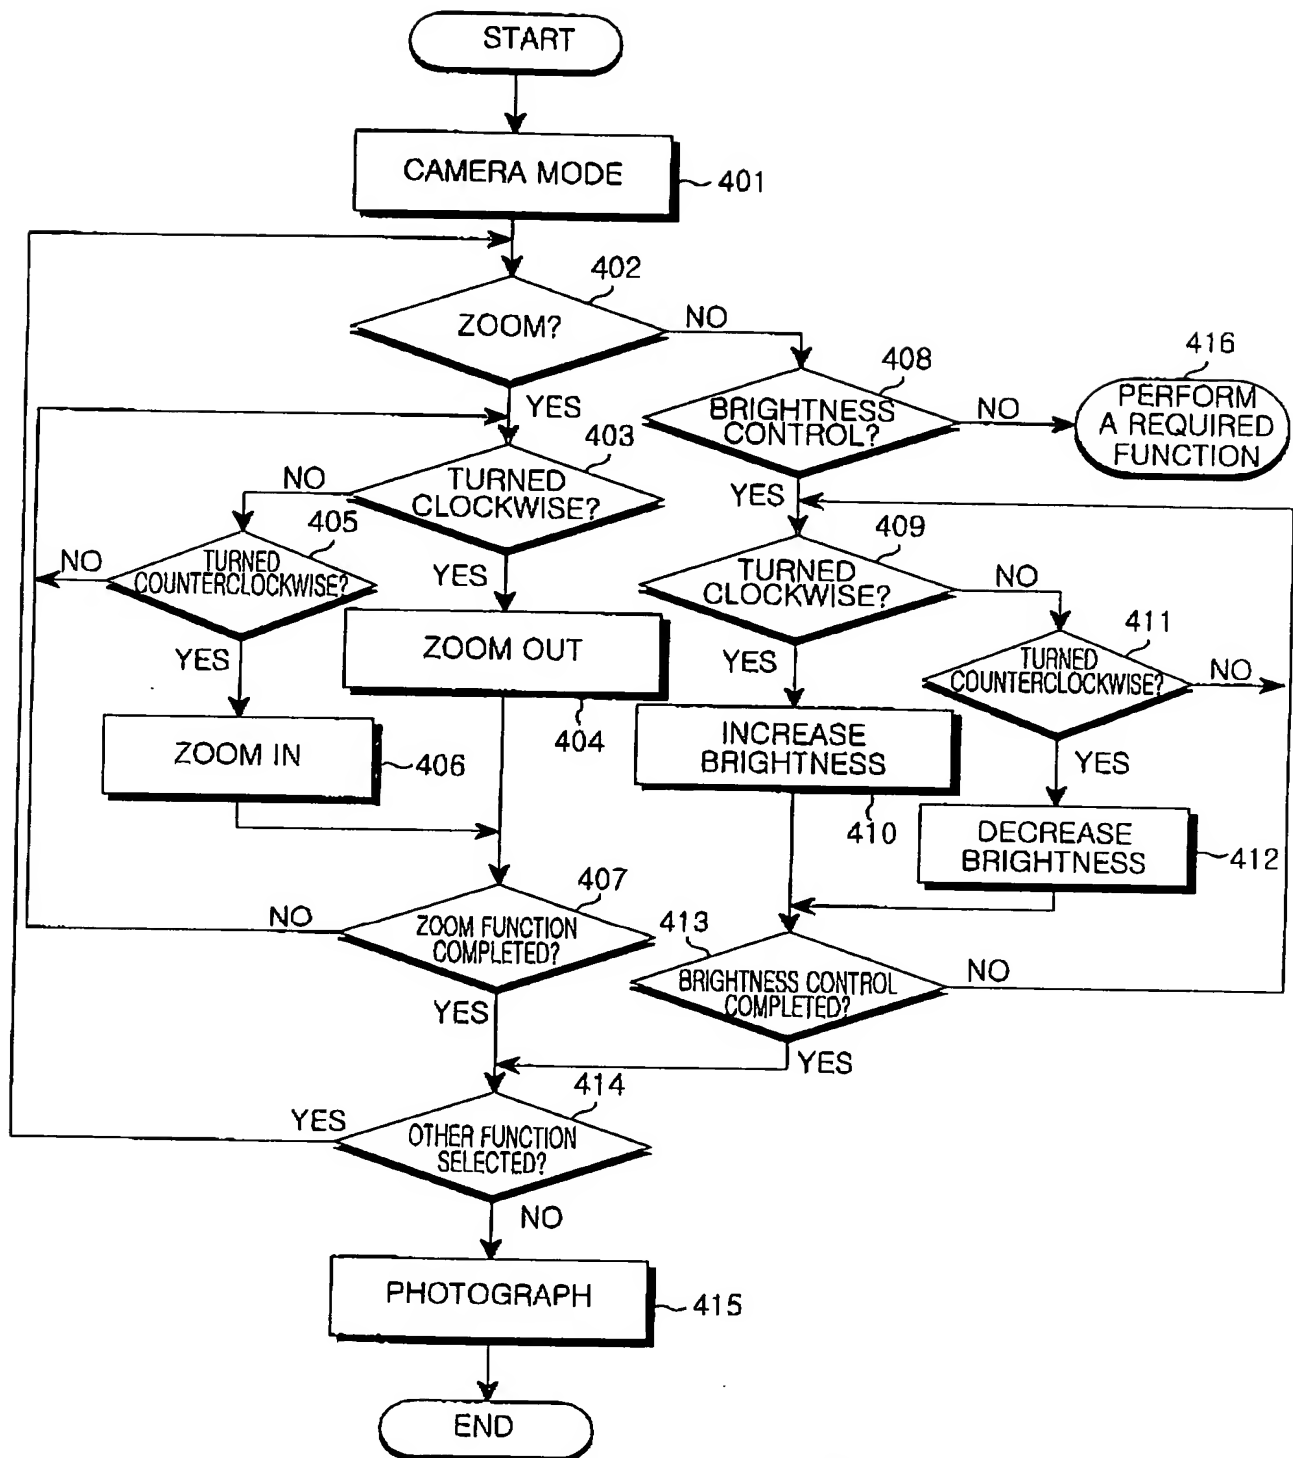 START
CAMERA MODE
401
402
ZOOM?
NO
YES
408
BRIGHTNESS
CONTROL?
NO
416
PERFORM
A REQUIRED
FUNCTION
YES
403
TURNED
CLOCKWISE?
NO
YES
405
TURNED
COUNTERCLOCKWISE?
NO
YES
ZOOM OUT
404
ZOOM IN
406
409
TURNED
CLOCKWISE?
NO
YES
411
TURNED
COUNTERCLOCKWISE?
NO
YES
INCREASE
BRIGHTNESS
410
DECREASE
BRIGHTNESS
412
407
ZOOM FUNCTION
COMPLETED?
NO
YES
413
BRIGHTNESS CONTROL
COMPLETED?
NO
YES
414
OTHER FUNCTION
SELECTED?
YES
NO
PHOTOGRAPH
415
END